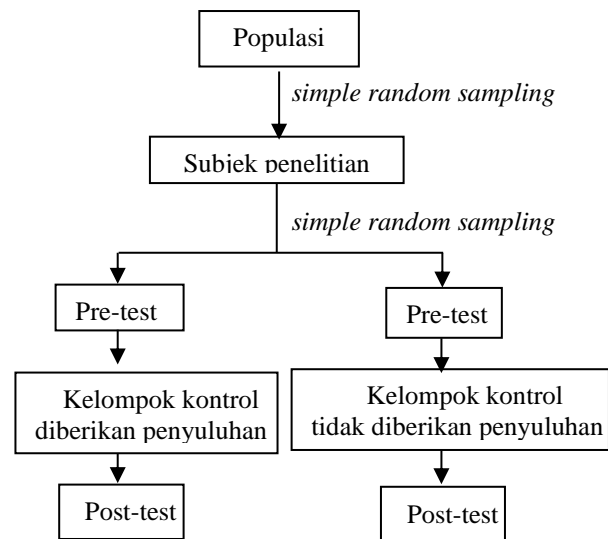 Populasi
simple random sampling
Subjek penelitian
simple random sampling
Pre-test
Pre-test
Kelompok kontrol
diberikan penyuluhan
Kelompok kontrol
tidak diberikan penyuluhan
Post-test
Post-test